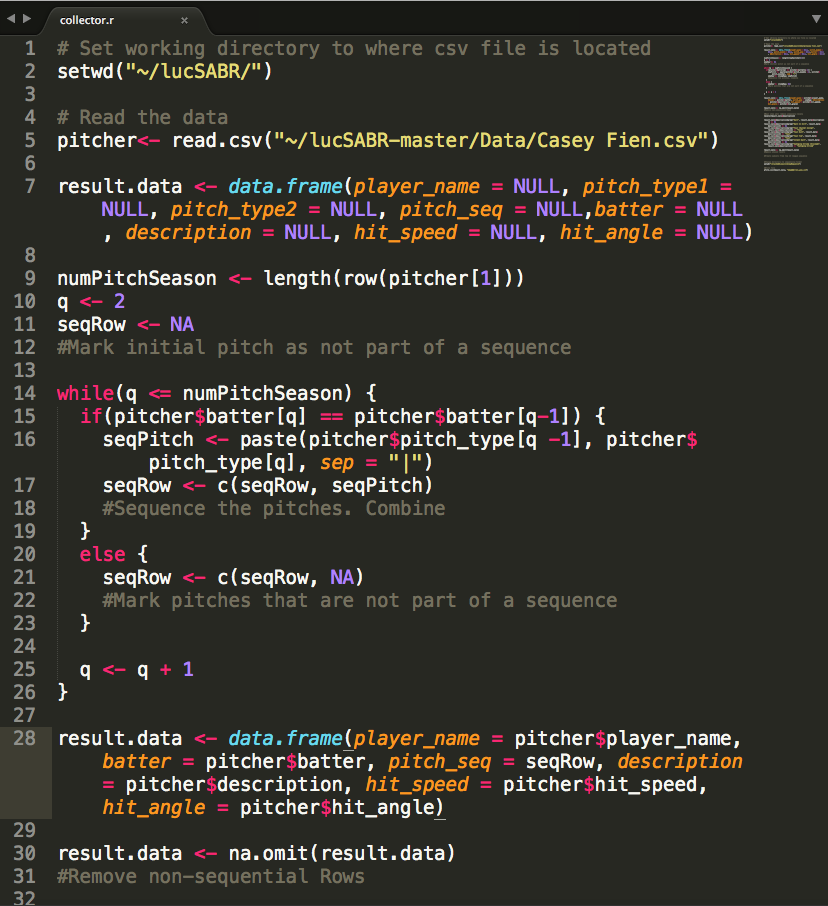 collector.r ×
1 # Set working directory to where csv file is located
2 setwd("~/lucSABR/")
3
4 # Read the data
5 pitcher<- read.csv("~/lucSABR-master/Data/Casey Fien.csv")
6
7 result.data <- data.frame(player_name = NULL, pitch_type1 =
NULL, pitch_type2 = NULL, pitch_seq = NULL,batter = NULL
, description = NULL, hit_speed = NULL, hit_angle = NULL)
8
9 numPitchSeason <- length(row(pitcher[1]))
10 q <- 2
11 seqRow <- NA
12 #Mark initial pitch as not part of a sequence
13
14 while(q <= numPitchSeason) {
15 if(pitcher$batter[q] == pitcher$batter[q-1]) {
16 seqPitch <- paste(pitcher$pitch_type[q -1], pitcher$
pitch_type[q], sep = "|")
17 seqRow <- c(seqRow, seqPitch)
18 #Sequence the pitches. Combine
19 }
20 else {
21 seqRow <- c(seqRow, NA)
22 #Mark pitches that are not part of a sequence
23 }
24
25 q <- q + 1
26 }
27
28 result.data <- data.frame(player_name = pitcher$player_name,
batter = pitcher$batter, pitch_seq = seqRow, description
= pitcher$description, hit_speed = pitcher$hit_speed,
hit_angle = pitcher$hit_angle)
29
30 result.data <- na.omit(result.data)
31 #Remove non-sequential Rows
32